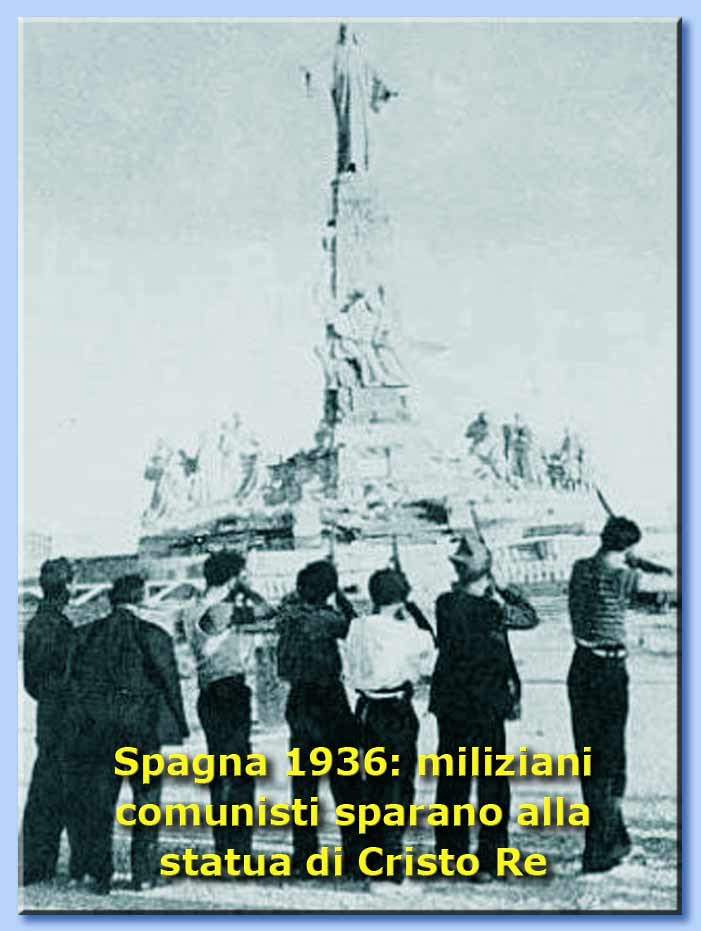 Spagna 1936: miliziani
comunisti sparano alla
statua di Cristo Re